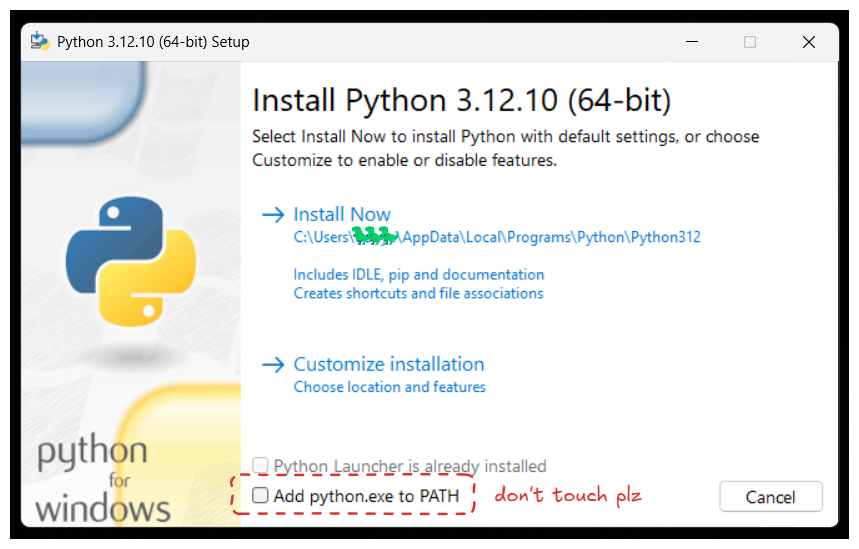 Python 3.12.10 (64-bit) Setup
Install Python 3.12.10 (64-bit)
Select Install Now to install Python with default settings, or choose
Customize to enable or disable features.
Install Now
C:\Users\\AppData\Local\Programs\Python\Python312
Includes IDLE, pip and documentation
Creates shortcuts and file associations
Customize installation
Choose location and features
python
for
windows
Python Launcher is already installed
Add python.exe to PATH
don't touch plz
Cancel